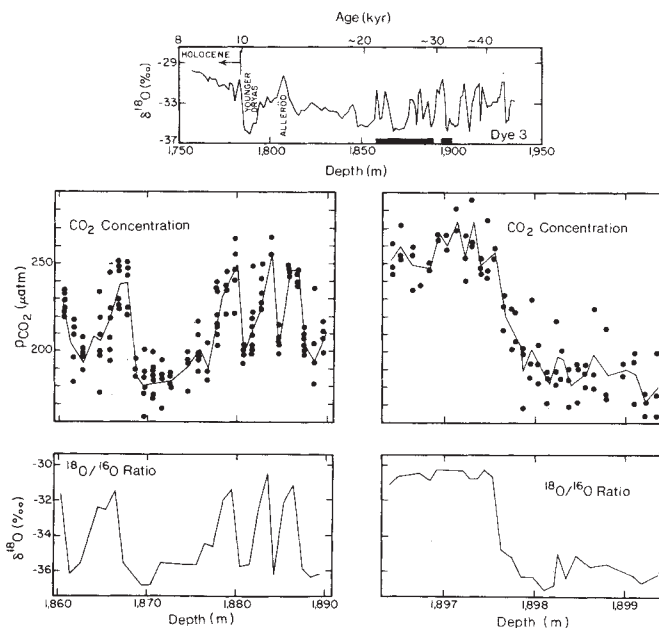 Age (kyr)
8 10 12 ~20 ~30 ~40
HOLOCENE
YOUNGER
DRYAS
ALLERÖD
δ¹⁸O (‰)
-29
-33
-37
Dye 3
1,750 1,800 1,850 1,900 1,950
Depth (m)
CO₂ Concentration
CO₂ Concentration
pCO₂ (μatm)
250
200
¹⁸O/¹⁶O Ratio
¹⁸O/¹⁶O Ratio
δ¹⁸O (‰)
-30
-32
-34
-36
1,860 1,870 1,880 1,890
1,897 1,898 1,899
Depth (m)
Depth (m)